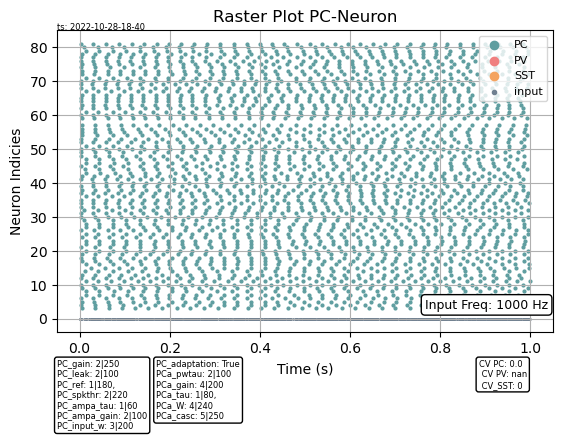 Raster Plot PC-Neuron
ts: 2022-10-28-18-40
PC
PV
SST
input
80
70
60
50
40
30
20
10
0
Neuron Indicies
Input Freq: 1000 Hz
0.0 0.2 0.4 0.6 0.8 1.0
Time (s)
PC_gain: 2|250
PC_leak: 2|100
PC_ref: 1|180,
PC_spkthr: 2|220
PC_ampa_tau: 1|60
PC_ampa_gain: 2|100
PC_input_w: 3|200
PC_adaptation: True
PCa_pwtau: 2|100
PCa_gain: 4|200
PCa_tau: 1|80,
PCa_W: 4|240
PCa_casc: 5|250
CV PC: 0.0
CV PV: nan
CV_SST: 0